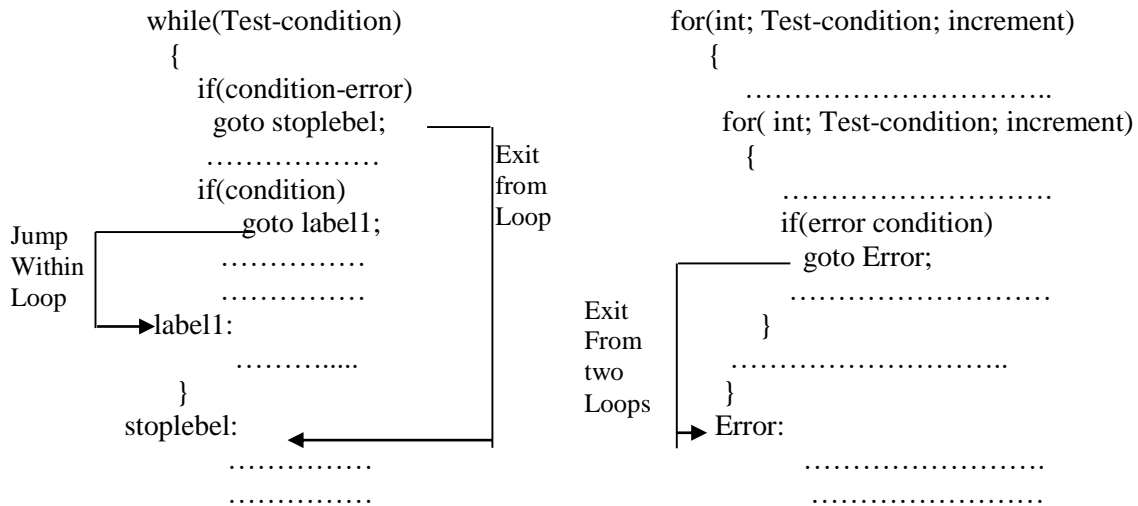 while(Test-condition)
{
if(condition-error)
goto stoplebel;
………………
if(condition)
goto label1;
……………
……………
label1:
……….....
}
stoplebel:
……………
……………
Jump
Within
Loop
Exit
from
Loop
for(int; Test-condition; increment)
{
…………………………..
for( int; Test-condition; increment)
{
……………………….
if(error condition)
goto Error;
………………………
}
………………………..
}
Error:
…………………….
……………………
Exit
From
two
Loops